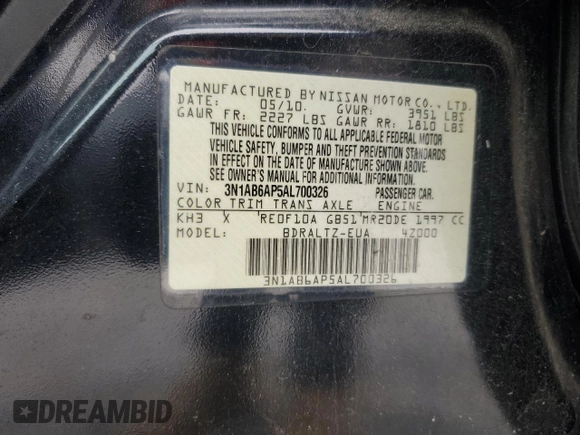 MANUFACTURED BY NISSAN MOTOR CO., LTD.
DATE: 05/10. GVWR: 3951 LBS
GAWR FR: 2227 LBS GAWR RR: 1810 LBS
THIS VEHICLE CONFORMS TO ALL APPLICABLE FEDERAL MOTOR
VEHICLE SAFETY, BUMPER AND THEFT PREVENTION STANDARDS
IN EFFECT ON THE DATE OF MANUFACTURE SHOWN ABOVE.
SEE OWNER'S MANUAL FOR ADDITIONAL INFORMATION.
VIN: 3N1AB6AP5AL700326 PASSENGER CAR.
COLOR TRIM TRANS AXLE ENGINE
KH3 X RE0F10A GB51 MR20DE 1997 CC
MODEL: BDRALTZ-EUA 4Z000
3N1AB6AP5AL700326
DREAMBID